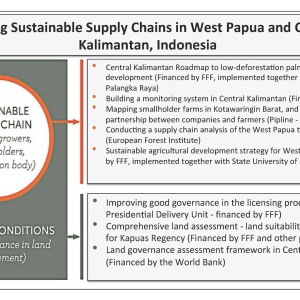 g Sustainable Supply Chains in West Papua and C
Kalimantan, Indonesia
NABLE
CHAIN
growers,
olders,
on body)
• Central Kalimantan Roadmap to low-deforestation paln
development (Financed by FFF, implemented together
Palangka Raya)
• Building a monitoring system in Central Kalimantan (Fin
• Mapping smallholder farms in Kotawaringin Barat, and
partnership between companies and farmers (Pipline -
• Conducting a supply chain analysis of the West Papua t
(European Forest Institute)
• Sustainable agricultural development strategy for West
by FFF, implemented together with State University of
ONDITIONS
nance in land
ement)
• Improving good governance in the licensing proc
Presidential Delivery Unit - financed by FFF)
• Comprehensive land assessment - land suitabilit
for Kapuas Regency (Financed by FFF and other g
• Land governance assessment framework in Cent
(Financed by the World Bank)